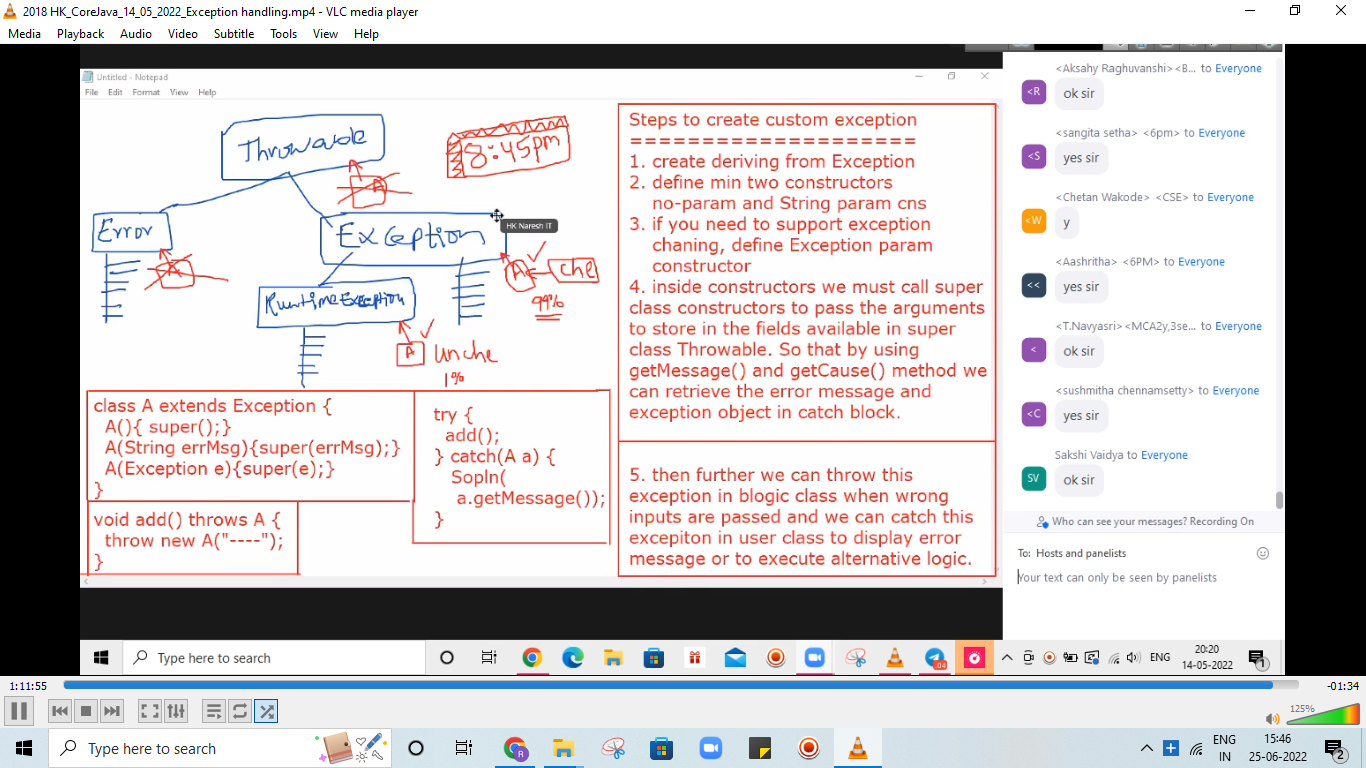 2018 HK_CoreJava_14_05_2022_Exception handling.mp4 - VLC media player
Media Playback Audio Video Subtitle Tools View Help
Untitled - Notepad
File Edit Format View Help
Throwable
8:45pm
A
Error
A
Exception
HK Naresh IT
A
Che
99%
RuntimeException
A
Unche
1%
class A extends Exception {
A(){ super();}
A(String errMsg){super(errMsg);}
A(Exception e){super(e);}
}
void add() throws A {
throw new A("----");
}
try {
add();
} catch(A a) {
Sopln(
a.getMessage());
}
Steps to create custom exception
====================
1. create deriving from Exception
2. define min two constructors
no-param and String param cns
3. if you need to support exception
chaning, define Exception param
constructor
4. inside constructors we must call super
class constructors to pass the arguments
to store in the fields available in super
class Throwable. So that by using
getMessage() and getCause() method we
can retrieve the error message and
exception object in catch block.
5. then further we can throw this
exception in blogic class when wrong
inputs are passed and we can catch this
excepiton in user class to display error
message or to execute alternative logic.
<Aksahy Raghuvanshi> <B... to Everyone
<R
ok sir
<sangita setha> <6pm> to Everyone
<S
yes sir
<Chetan Wakode> <CSE> to Everyone
<W
y
<Aashritha> <6PM> to Everyone
<<
yes sir
<T.Navyasri><MCA2y,3se... to Everyone
<
ok sir
<sushmitha chennamsetty> to Everyone
<C
yes sir
Sakshi Vaidya to Everyone
SV
ok sir
Who can see your messages? Recording On
To: Hosts and panelists
Your text can only be seen by panelists
Type here to search
04
ENG
20:20
14-05-2022
1
1:11:55
-01:34
125%
Type here to search
R
ENG
IN
15:46
25-06-2022
2